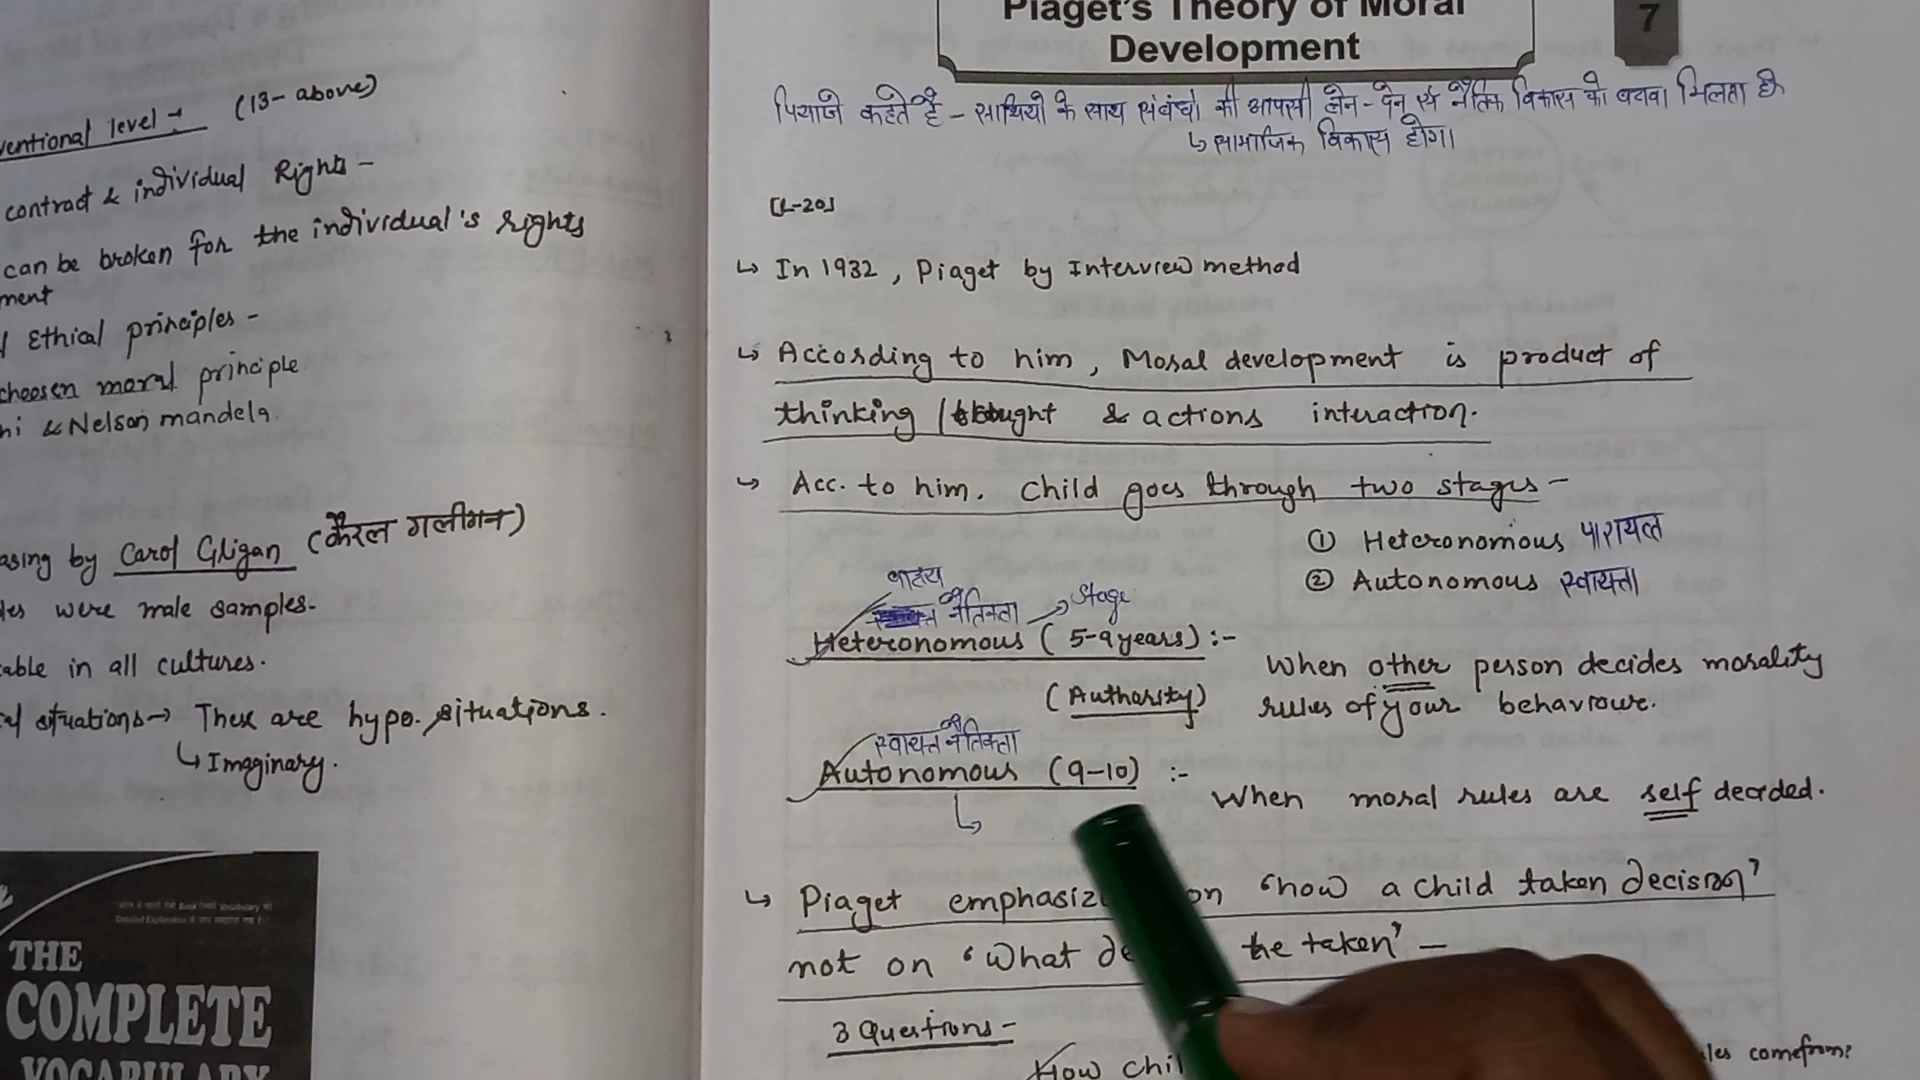 (13- above)
ventional level →
contract & individual Rights -
can be broken for the individual's rights
ment
Ethical principles -
choosen moral principle
ni & Nelson mandela.
asing by Carol Gligan (कैरल गलीगन)
les were male samples-
able in all cultures.
al situations→ These are hypo. situations.
↳ Imaginary.
THE
COMPLETE
VOCABULARY
Piaget's Theory of Moral
Development
7
पियाजे कहते है - साथियो के साथ संबंधो की आपसी लेन - देन से नैतिक विकास को बढावा मिलता है
↳ सामाजिक विकास होगा।
[L-20]
↳ In 1932, Piaget by Interview method
↳ According to him, Moral development is product of
thinking / thought & actions interaction.
↳ Acc. to him. Child goes through two stages -
① Heteronomous
② Autonomous स्वायत्ता
बाह्य
नैतिकता → Stage
Heteronomous (5-9 years) :-
When other person decides morality
(Authority) rules of your behaviour.
स्वायत्त नैतिकता
Autonomous (9-10) :-
When moral rules are self decided.
↳ Piaget emphasiz on 'how a child taken decision'
not on 'What de the taken' -
3 Questions -
How chil les comefrom?